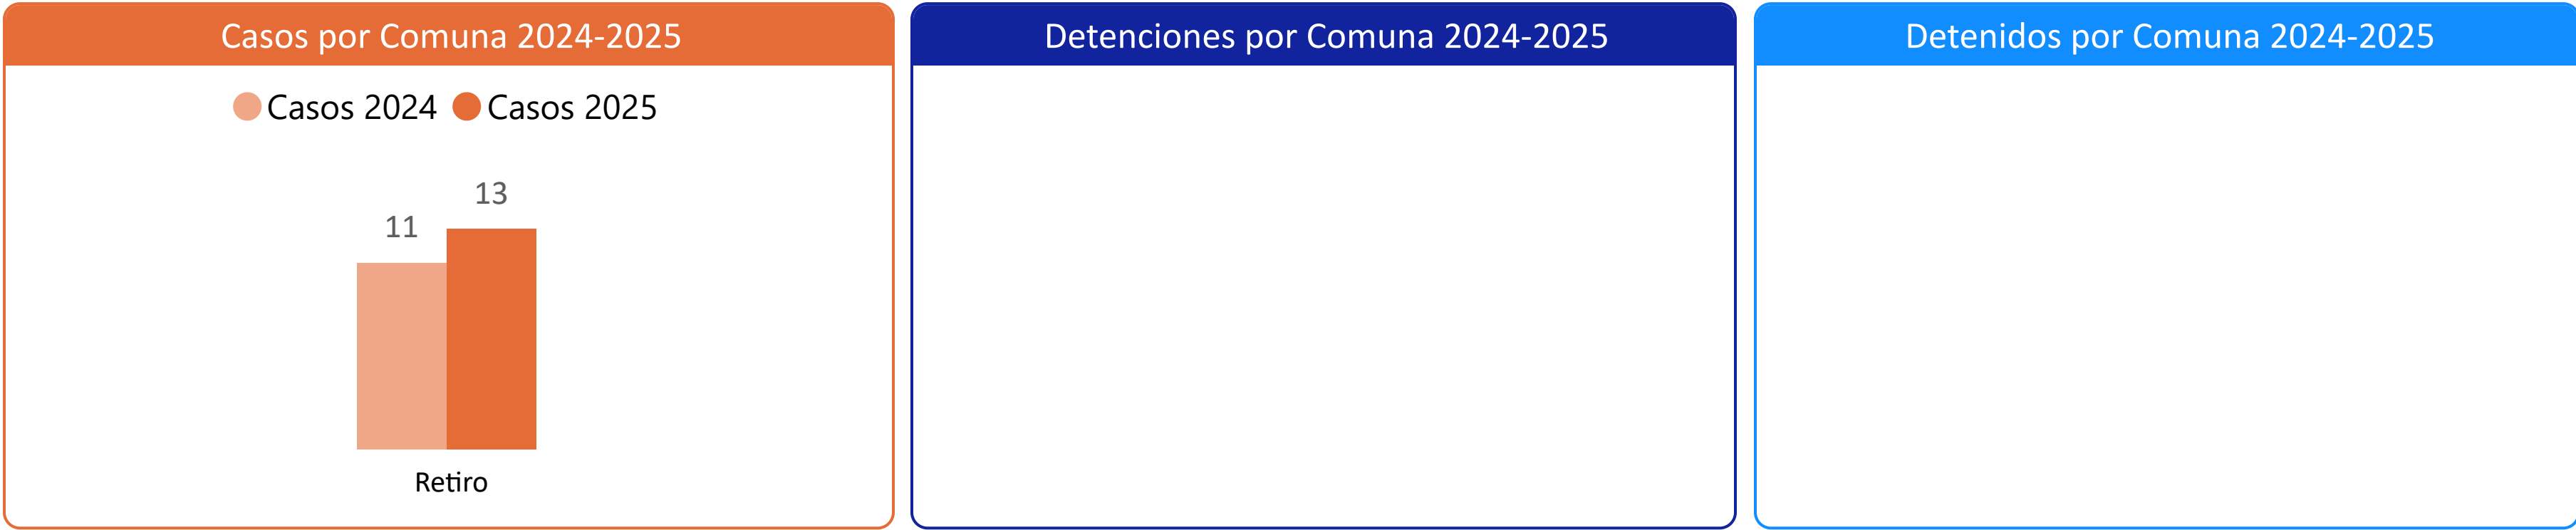 Casos por Comuna 2024-2025
Casos 2024 Casos 2025
13
11
Retiro
Detenciones por Comuna 2024-2025
Detenidos por Comuna 2024-2025